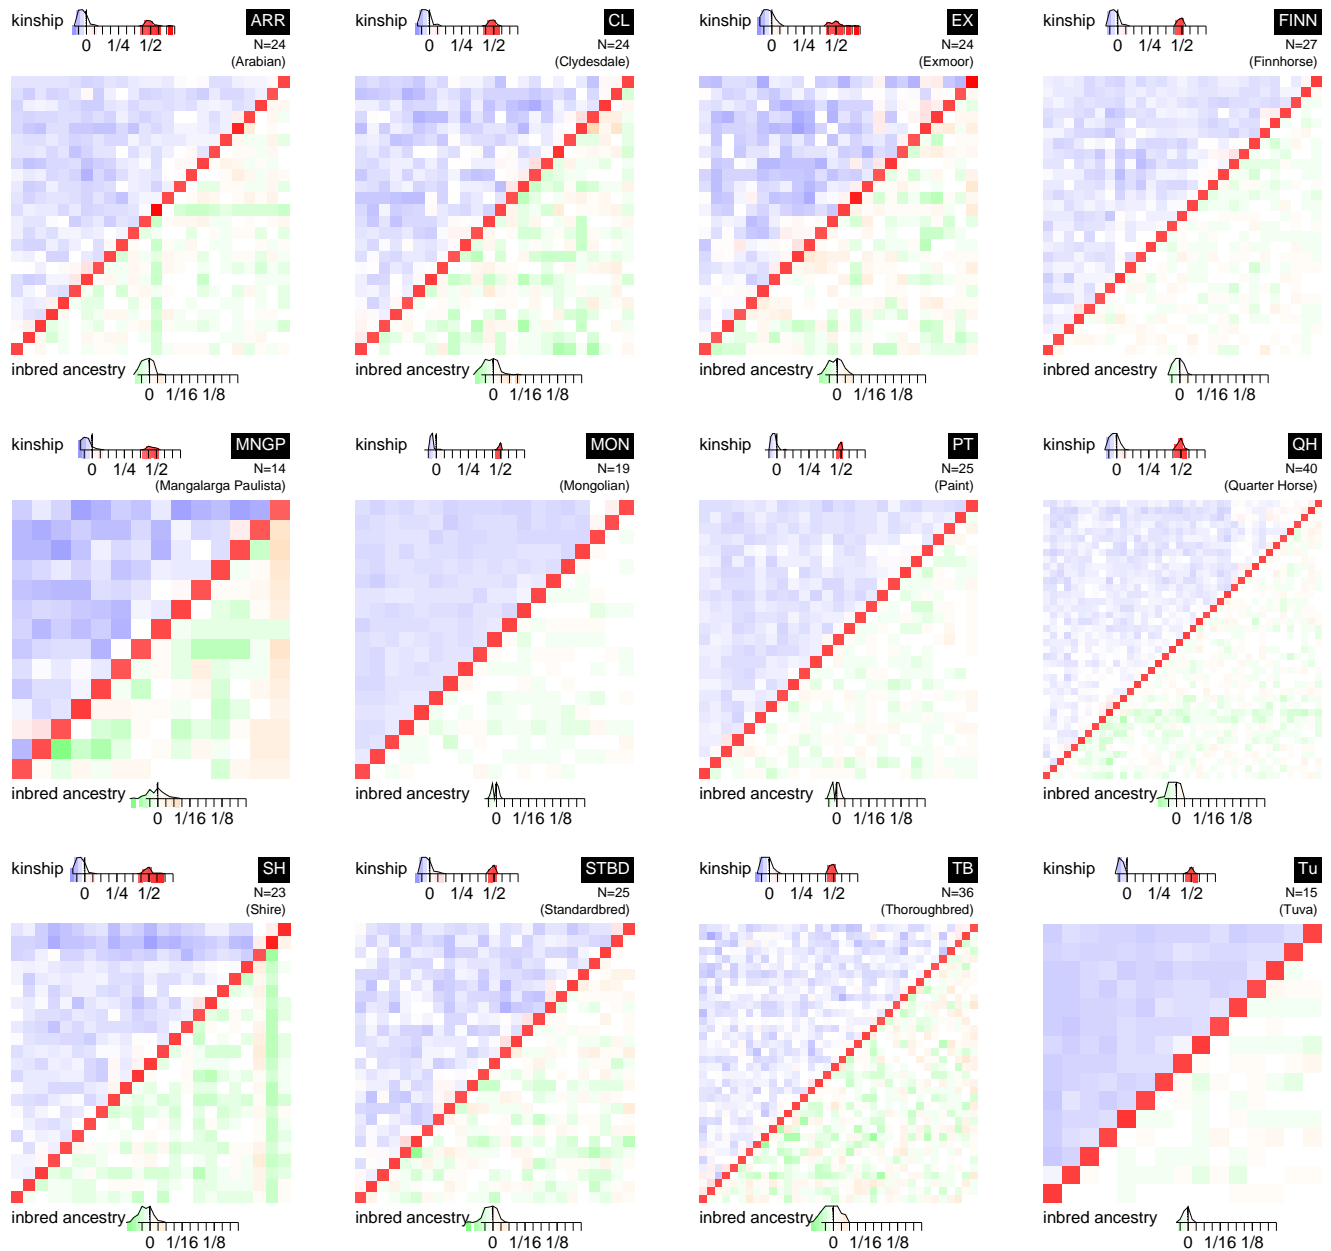 kinship 0 1/4 1/2 ARR
N=24
(Arabian)
inbred ancestry
0 1/16 1/8
kinship 0 1/4 1/2 CL
N=24
(Clydesdale)
inbred ancestry
0 1/16 1/8
kinship 0 1/4 1/2 EX
N=24
(Exmoor)
inbred ancestry
0 1/16 1/8
kinship 0 1/4 1/2 FINN
N=27
(Finnhorse)
inbred ancestry
0 1/16 1/8
kinship 0 1/4 1/2 MNGP
N=14
(Mangalarga Paulista)
inbred ancestry
0 1/16 1/8
kinship 0 1/4 1/2 MON
N=19
(Mongolian)
inbred ancestry
0 1/16 1/8
kinship 0 1/4 1/2 PT
N=25
(Paint)
inbred ancestry
0 1/16 1/8
kinship 0 1/4 1/2 QH
N=40
(Quarter Horse)
inbred ancestry
0 1/16 1/8
kinship 0 1/4 1/2 SH
N=23
(Shire)
inbred ancestry
0 1/16 1/8
kinship 0 1/4 1/2 STBD
N=25
(Standardbred)
inbred ancestry
0 1/16 1/8
kinship 0 1/4 1/2 TB
N=36
(Thoroughbred)
inbred ancestry
0 1/16 1/8
kinship 0 1/4 1/2 Tu
N=15
(Tuva)
inbred ancestry
0 1/16 1/8